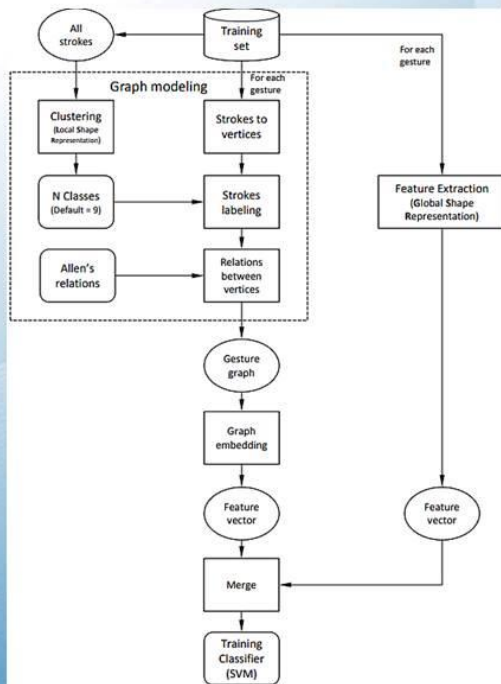 All
strokes
Training
set
For each
gesture
For each
gesture
Graph modeling
Clustering
(Local Shape
Representation)
Strokes to
vertices
N Classes
(Default = 9)
Strokes
labeling
Feature Extraction
(Global Shape
Representation)
Allen's
relations
Relations
between
vertices
Gesture
graph
Graph
embedding
Feature
vector
Feature
vector
Merge
Training
Classifier
(SVM)